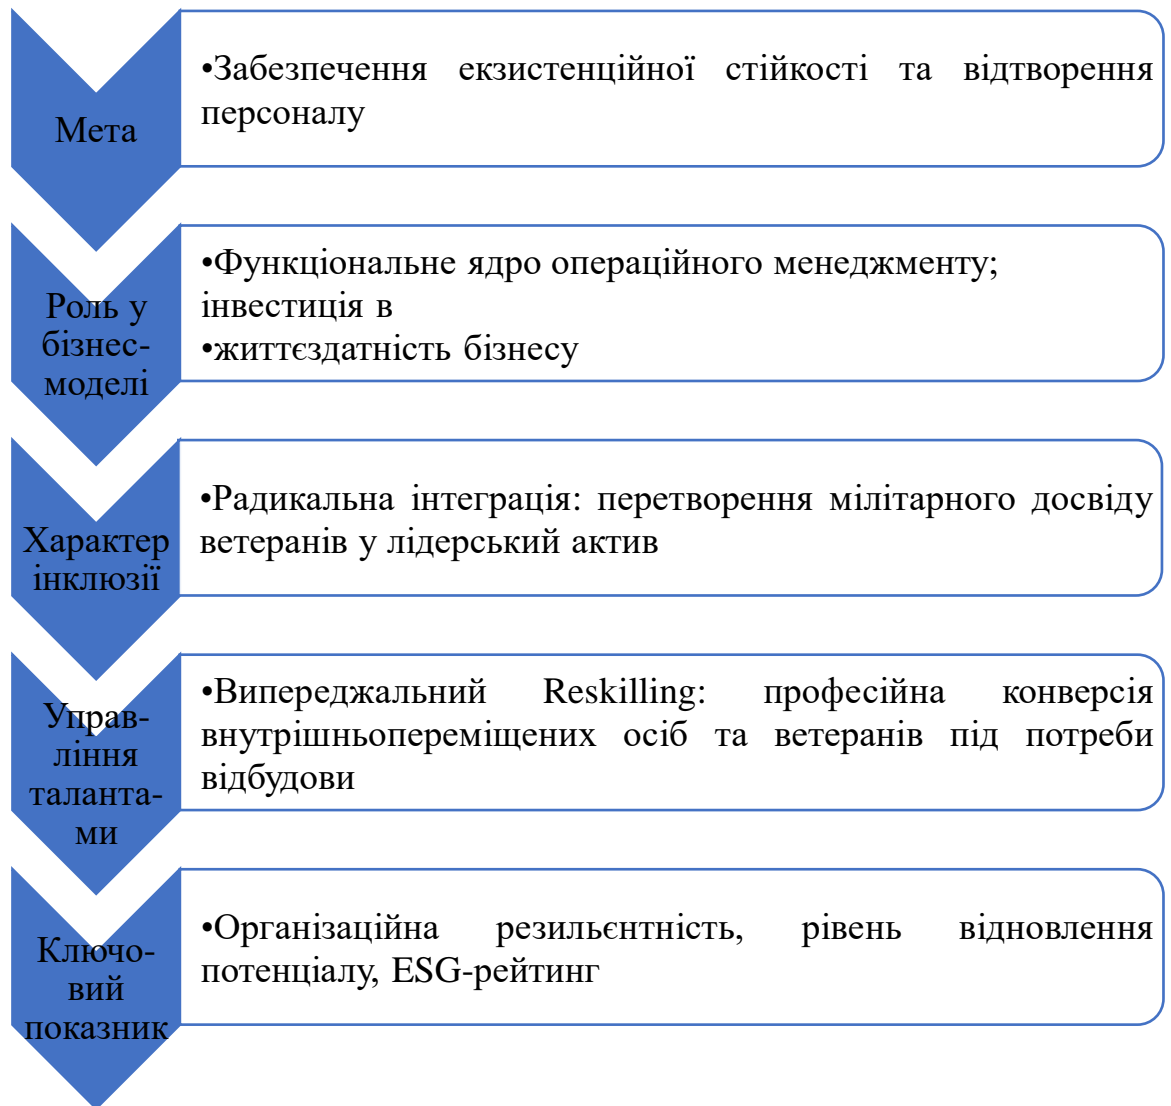 Мета
•Забезпечення екзистенційної стійкості та відтворення
персоналу
Роль у
бізнес-
моделі
•Функціональне ядро операційного менеджменту;
інвестиція в
•життєздатність бізнесу
Характер
інклюзії
•Радикальна інтеграція: перетворення мілітарного досвіду
ветеранів у лідерський актив
Управ-
ління
таланта-
ми
•Випереджальний Reskilling: професійна конверсія
внутрішньопереміщених осіб та ветеранів під потреби
відбудови
Ключо-
вий
показник
•Організаційна резильєнтність, рівень відновлення
потенціалу, ESG-рейтинг